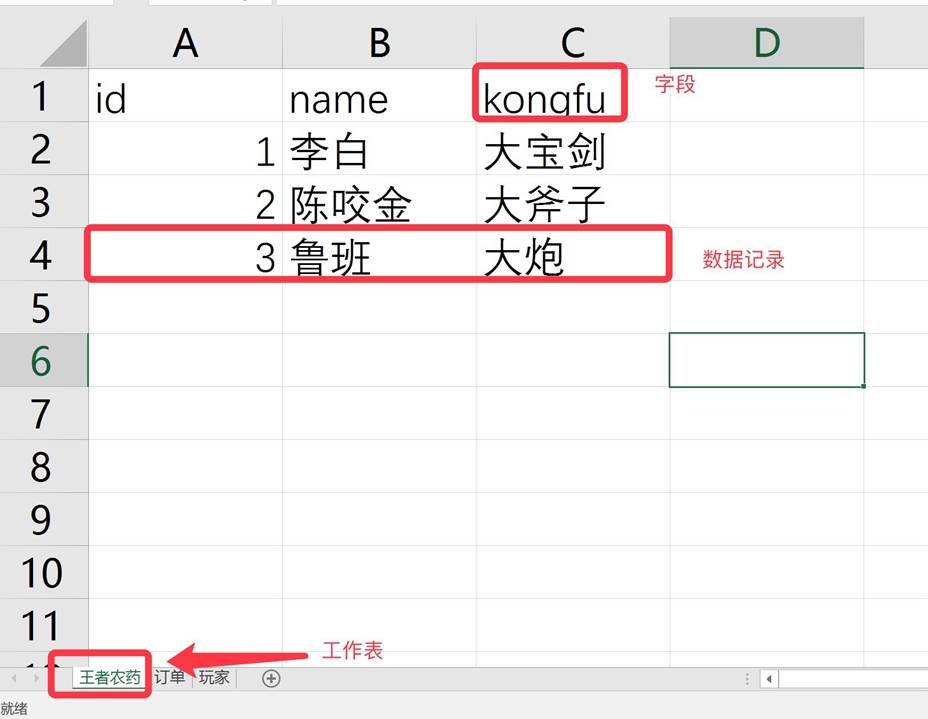 A B C D
1 id name kongfu 字段
2 1 李白 大宝剑
3 2 陈咬金 大斧子
4 3 鲁班 大炮 数据记录
5
6
7
8
9
10
11
工作表
王者农药 订单 玩家
就绪